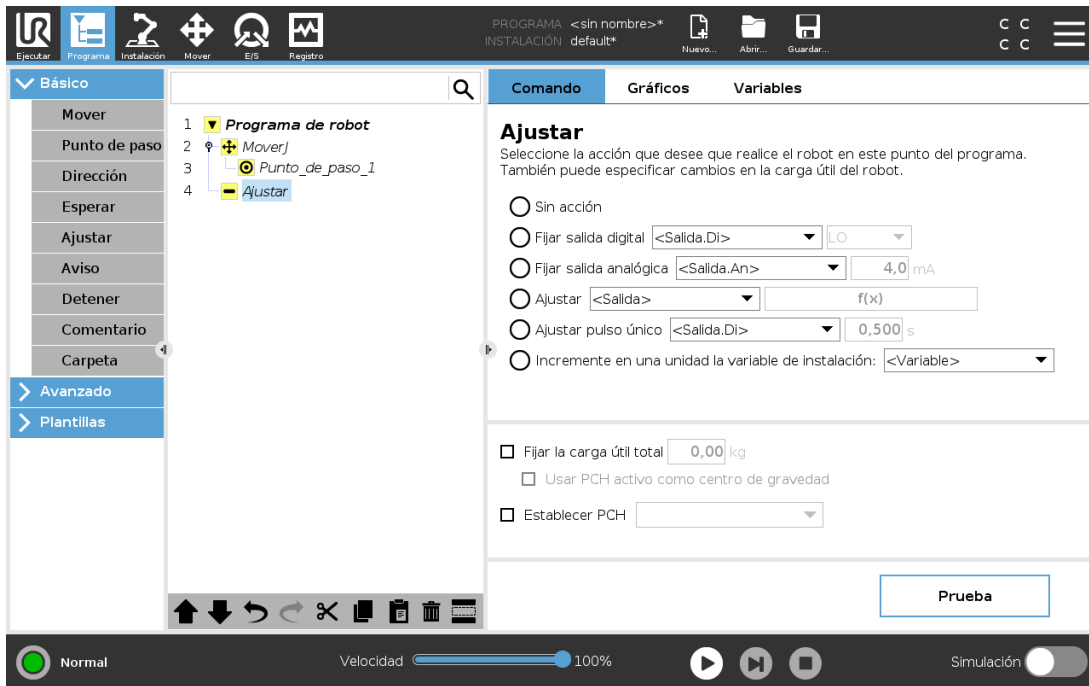 PROGRAMA <sin nombre>*
INSTALACIÓN default*
C C
C C
Ejecutar Programa Instalación Mover E/S Registro Nuevo... Abrir... Guardar...
Básico
Mover
Punto de paso
Dirección
Esperar
Ajustar
Aviso
Detener
Comentario
Carpeta
Avanzado
Plantillas
1 Programa de robot
2 MoverJ
3 Punto_de_paso_1
4 Ajustar
Comando Gráficos Variables
Ajustar
Seleccione la acción que desee que realice el robot en este punto del programa.
También puede especificar cambios en la carga útil del robot.
Sin acción
Fijar salida digital <Salida.Di> LO
Fijar salida analógica <Salida.An> 4,0 mA
Ajustar <Salida> f(x)
Ajustar pulso único <Salida.Di> 0,500 s
Incremente en una unidad la variable de instalación: <Variable>
Fijar la carga útil total 0,00 kg
Usar PCH activo como centro de gravedad
Establecer PCH
Prueba
Normal Velocidad 100% Simulación